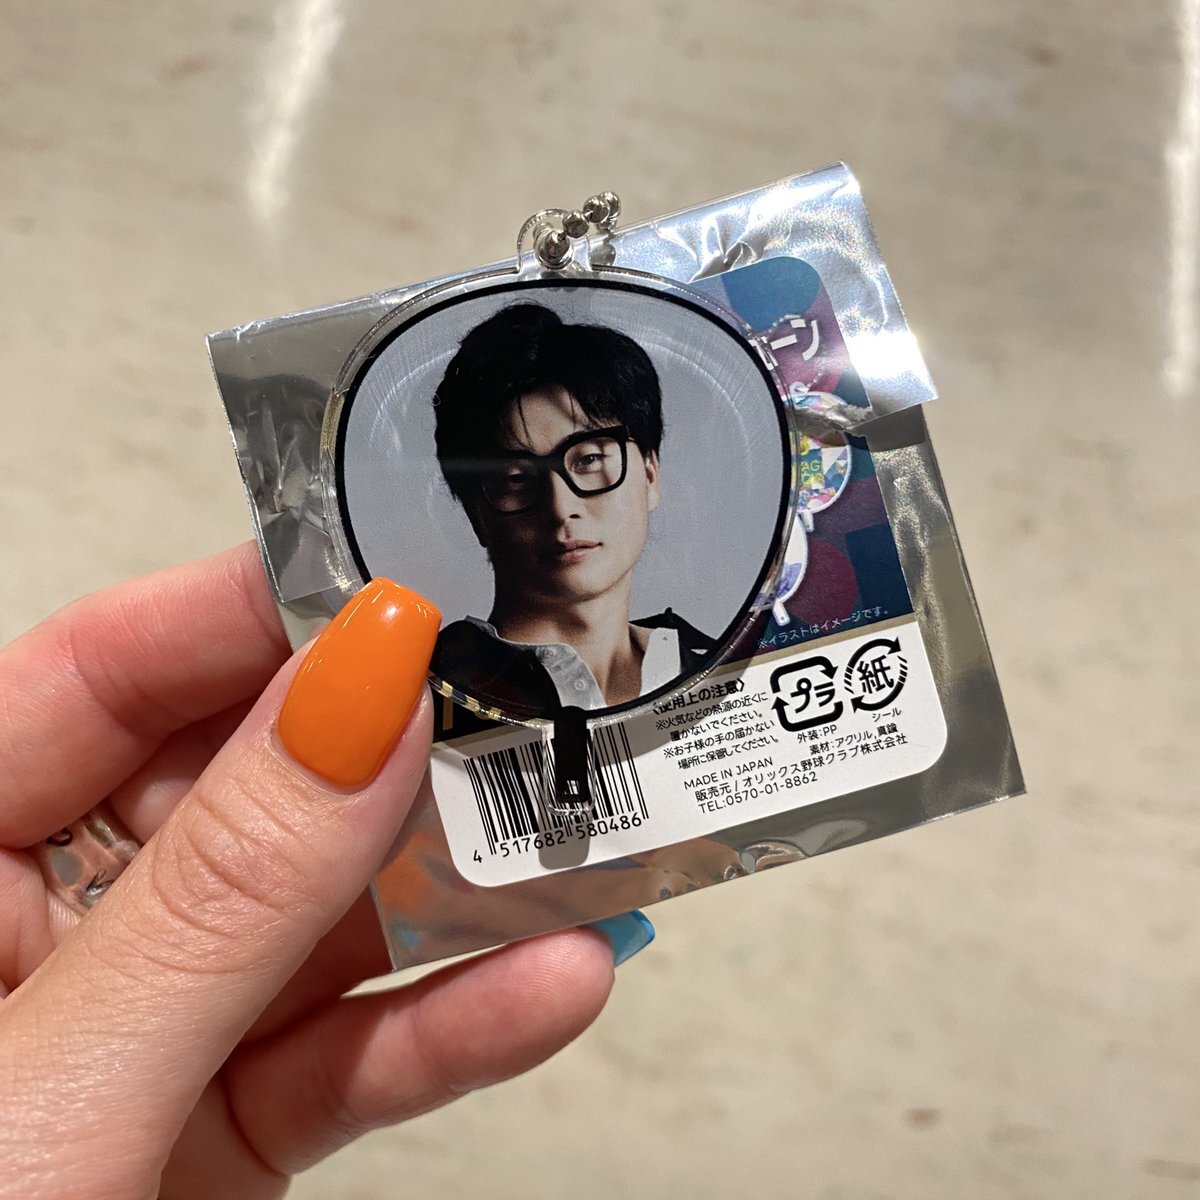 ーン
AG
※イラストはイメージです。
〈使用上の注意〉
※火気などの熱源の近くに
置かないでください。
※お子様の手の届かない
場所に保管してください。
プラ
紙
外装:PP
シール
素材:アクリル,真鍮
MADE IN JAPAN
販売元/オリックス野球クラブ株式会社
TEL:0570-01-8862
4 517682 580486